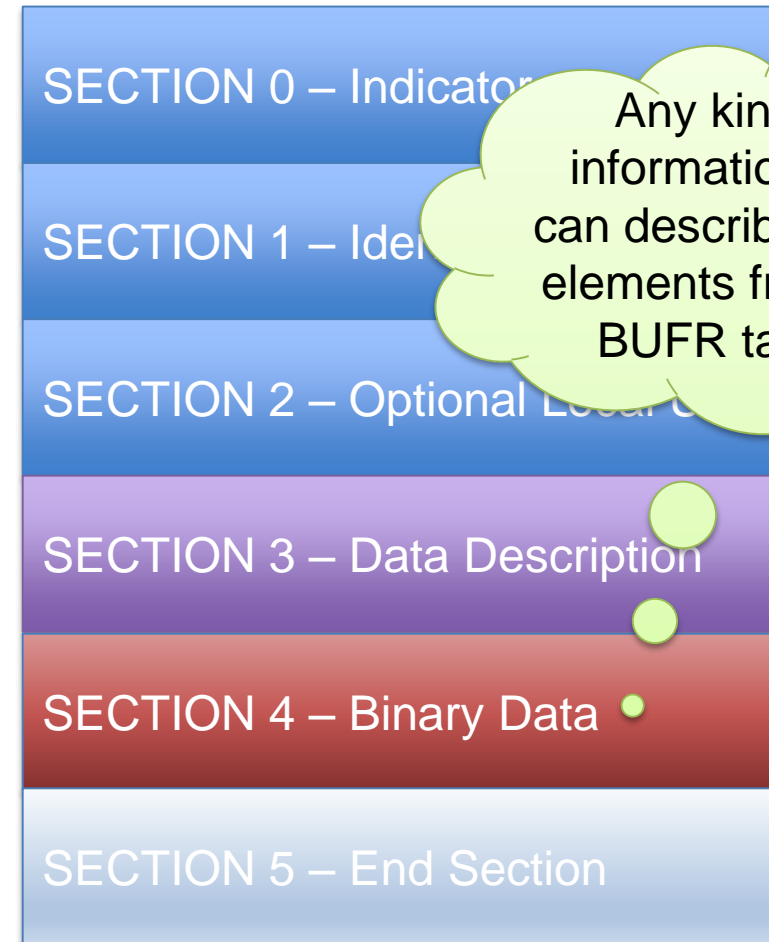 SECTION 0 – Indicator
Any kin
informatio
can describ
elements fr
BUFR ta
SECTION 1 – Ide
SECTION 2 – Optional Local
SECTION 3 – Data Description
SECTION 4 – Binary Data
SECTION 5 – End Section